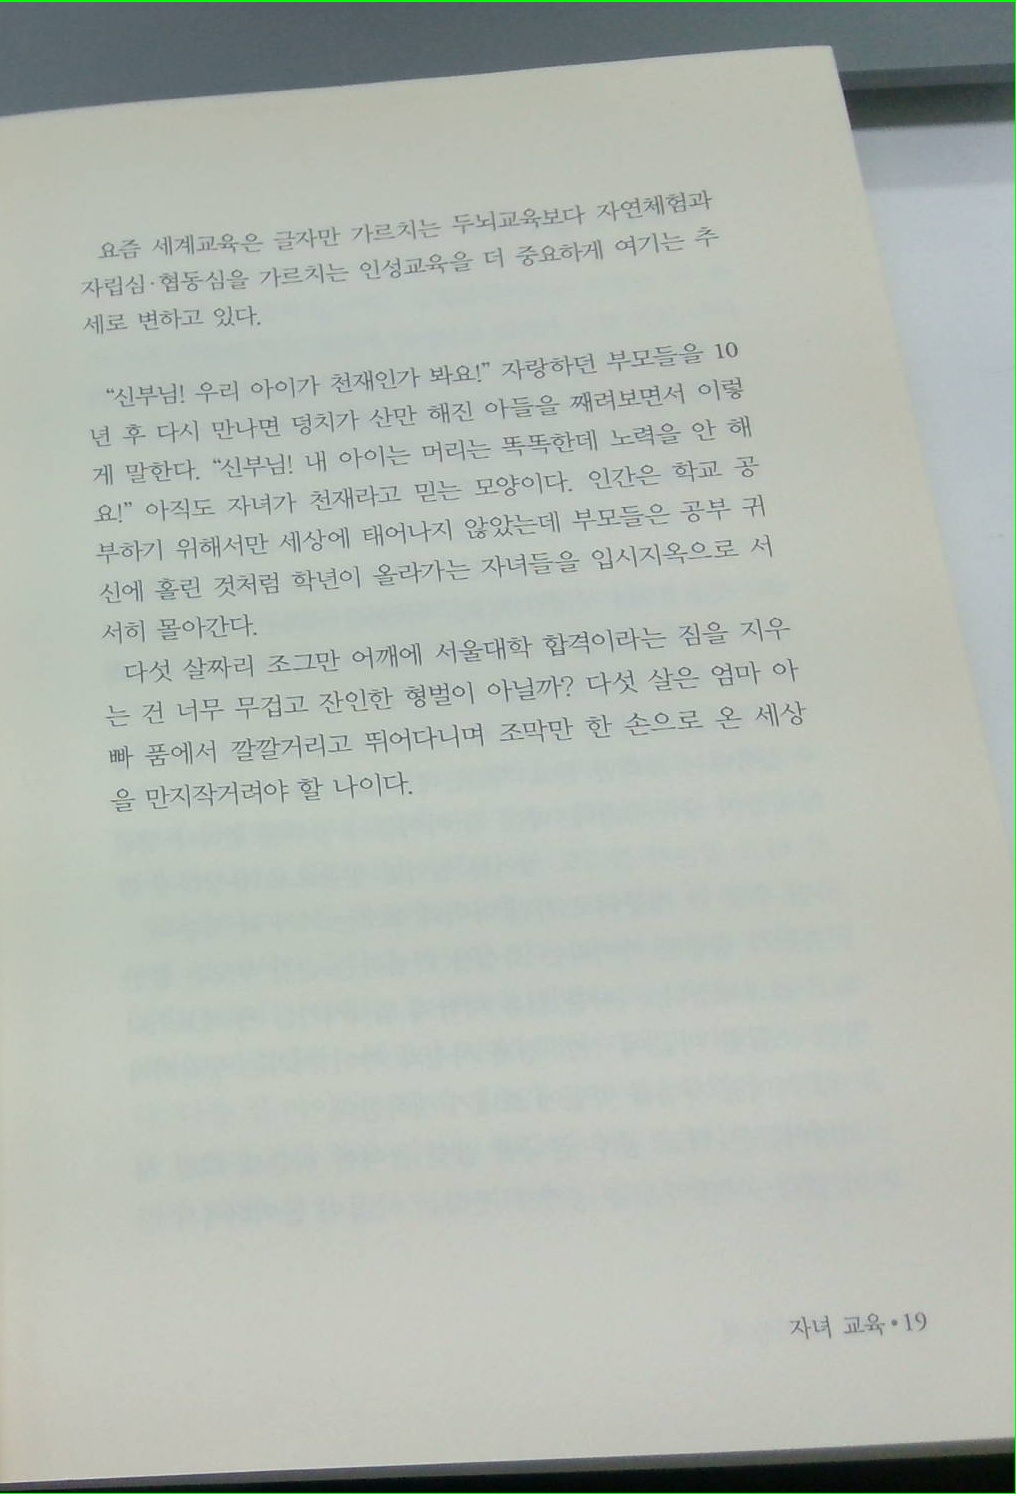 요즘 세계교육은 글자만 가르치는 두뇌교육보다 자연체험과
자립심·협동심을 가르치는 인성교육을 더 중요하게 여기는 추
세로 변하고 있다.
“신부님! 우리 아이가 천재인가 봐요!” 자랑하던 부모들을 10
년 후 다시 만나면 덩치가 산만 해진 아들을 째려보면서 이렇
게 말한다. “신부님! 내 아이는 머리는 똑똑한데 노력을 안 해
요!” 아직도 자녀가 천재라고 믿는 모양이다. 인간은 학교 공
부하기 위해서만 세상에 태어나지 않았는데 부모들은 공부 귀
신에 홀린 것처럼 학년이 올라가는 자녀들을 입시지옥으로 서
서히 몰아간다.
다섯 살짜리 조그만 어깨에 서울대학 합격이라는 짐을 지우
는 건 너무 무겁고 잔인한 형벌이 아닐까? 다섯 살은 엄마 아
빠 품에서 깔깔거리고 뛰어다니며 조막만 한 손으로 온 세상
을 만지작거려야 할 나이다.
자녀 교육•19